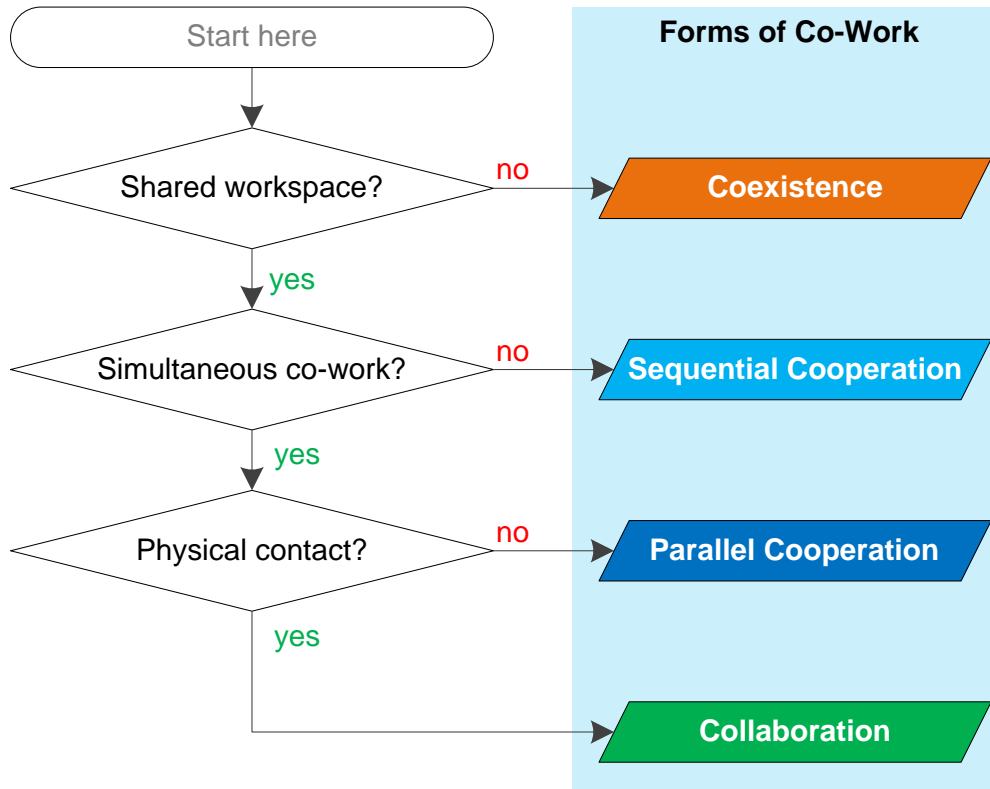 Start here
Forms of Co-Work
Shared workspace?
no
Coexistence
yes
Simultaneous co-work?
no
Sequential Cooperation
yes
Physical contact?
no
Parallel Cooperation
yes
Collaboration